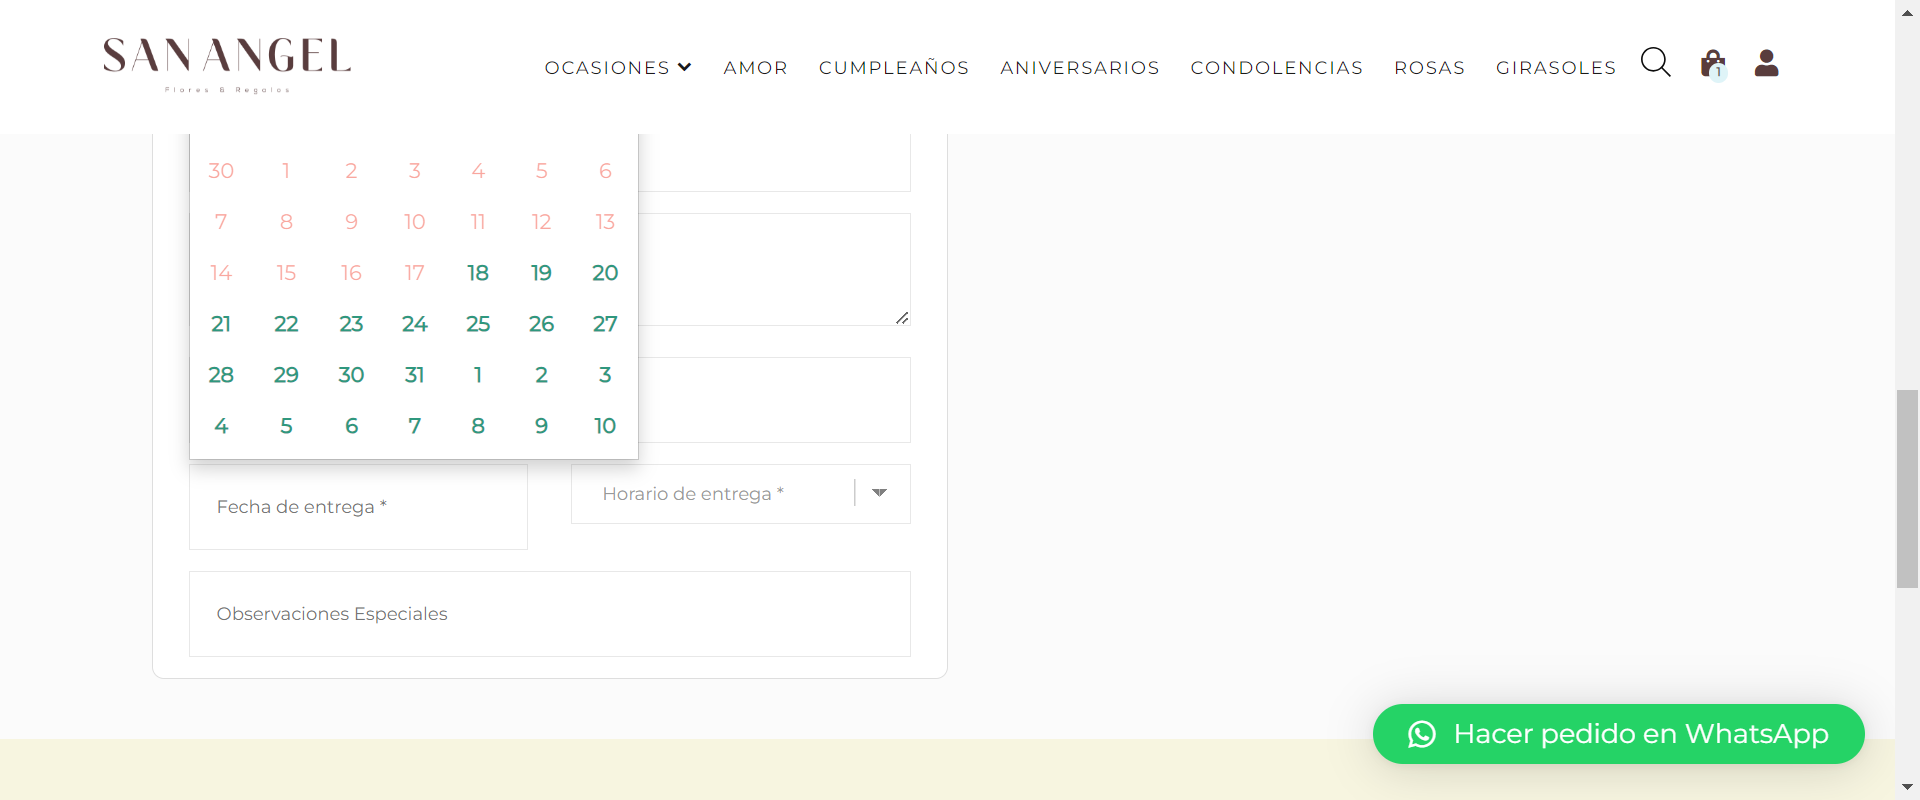 SAN ANGEL
Flores & Regalos
OCASIONES
AMOR
CUMPLEAÑOS
ANIVERSARIOS
CONDOLENCIAS
ROSAS
GIRASOLES
1
30 1 2 3 4 5 6
7 8 9 10 11 12 13
14 15 16 17 18 19 20
21 22 23 24 25 26 27
28 29 30 31 1 2 3
4 5 6 7 8 9 10
Fecha de entrega *
Horario de entrega *
Observaciones Especiales
Hacer pedido en WhatsApp